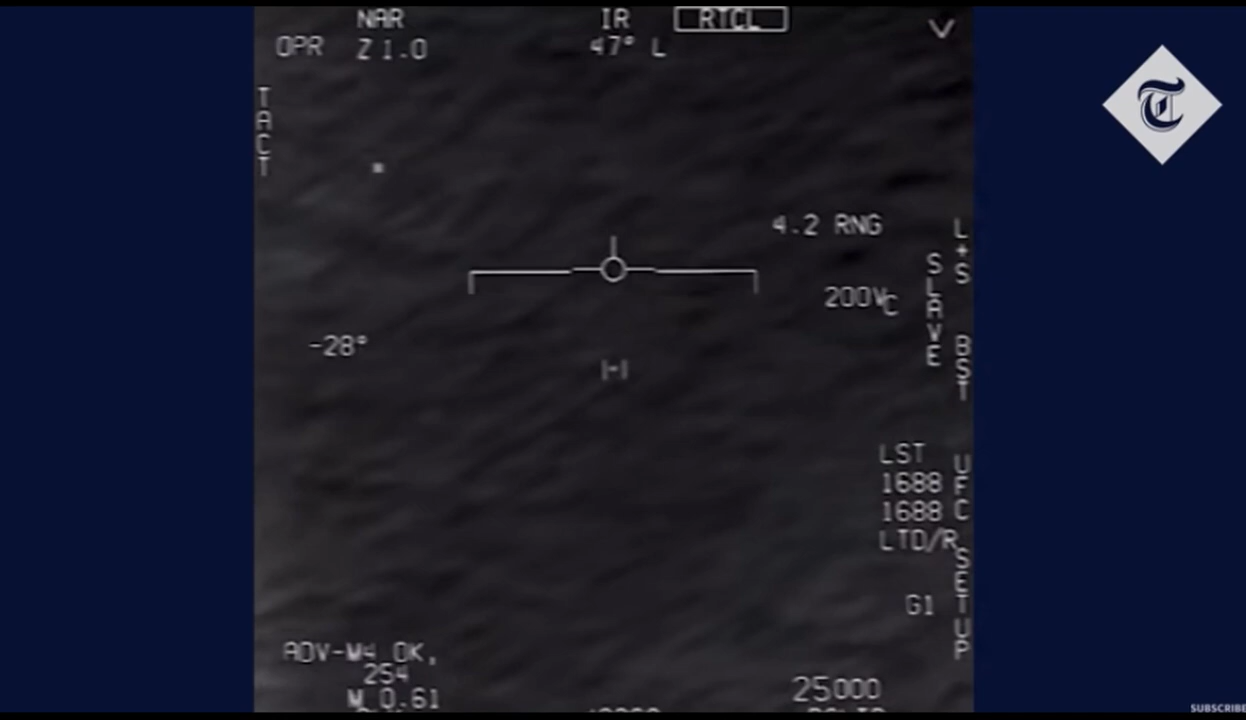 NAR IR RTCL
OPR Z 1.0 47° L
TACT
4.2 RNG
L+S
SLAVE
200Vc
-28°
BST
LST
1688
1688
LTD/R
UFC
SETUP
G1
ADV-M4 OK,
254
M 0.61
25000
T
SUBSCRIBE